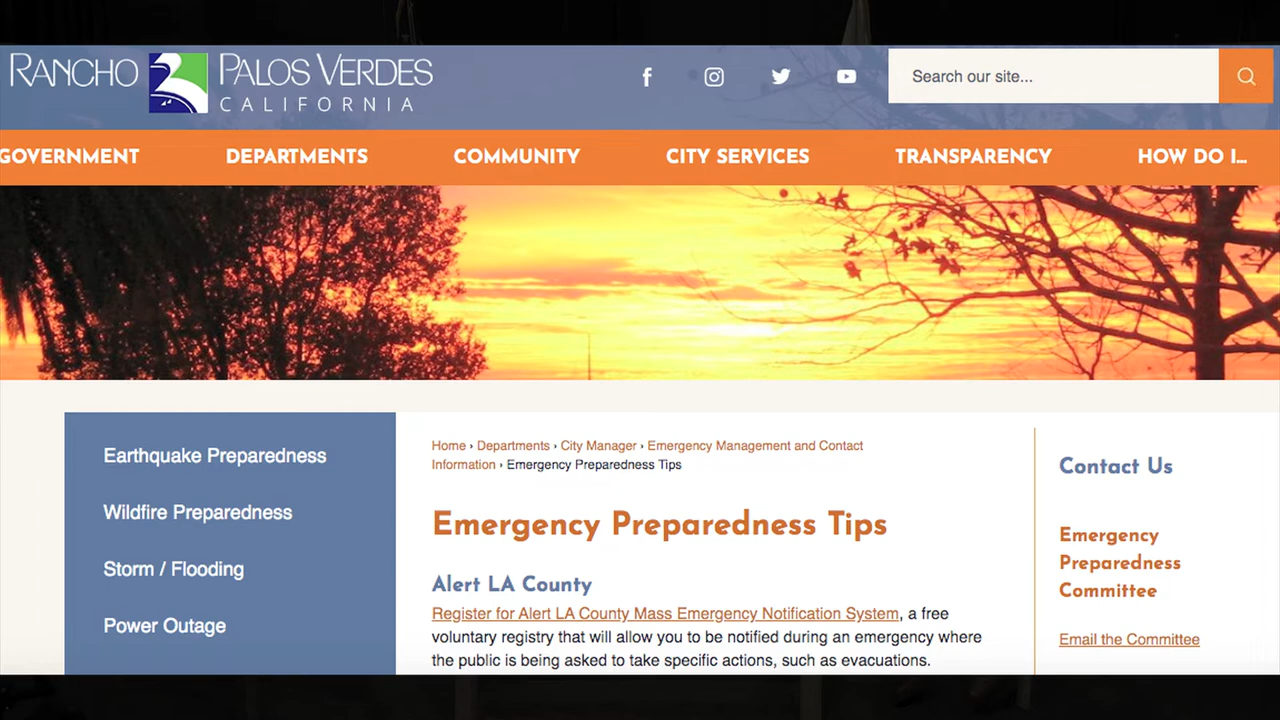 RANCHO PALOS VERDES
CALIFORNIA
Search our site...
GOVERNMENT DEPARTMENTS COMMUNITY CITY SERVICES TRANSPARENCY HOW DO I...
Earthquake Preparedness
Wildfire Preparedness
Storm / Flooding
Power Outage
Home › Departments › City Manager › Emergency Management and Contact
Information › Emergency Preparedness Tips
Emergency Preparedness Tips
Alert LA County
Register for Alert LA County Mass Emergency Notification System, a free
voluntary registry that will allow you to be notified during an emergency where
the public is being asked to take specific actions, such as evacuations.
Contact Us
Emergency
Preparedness
Committee
Email the Committee